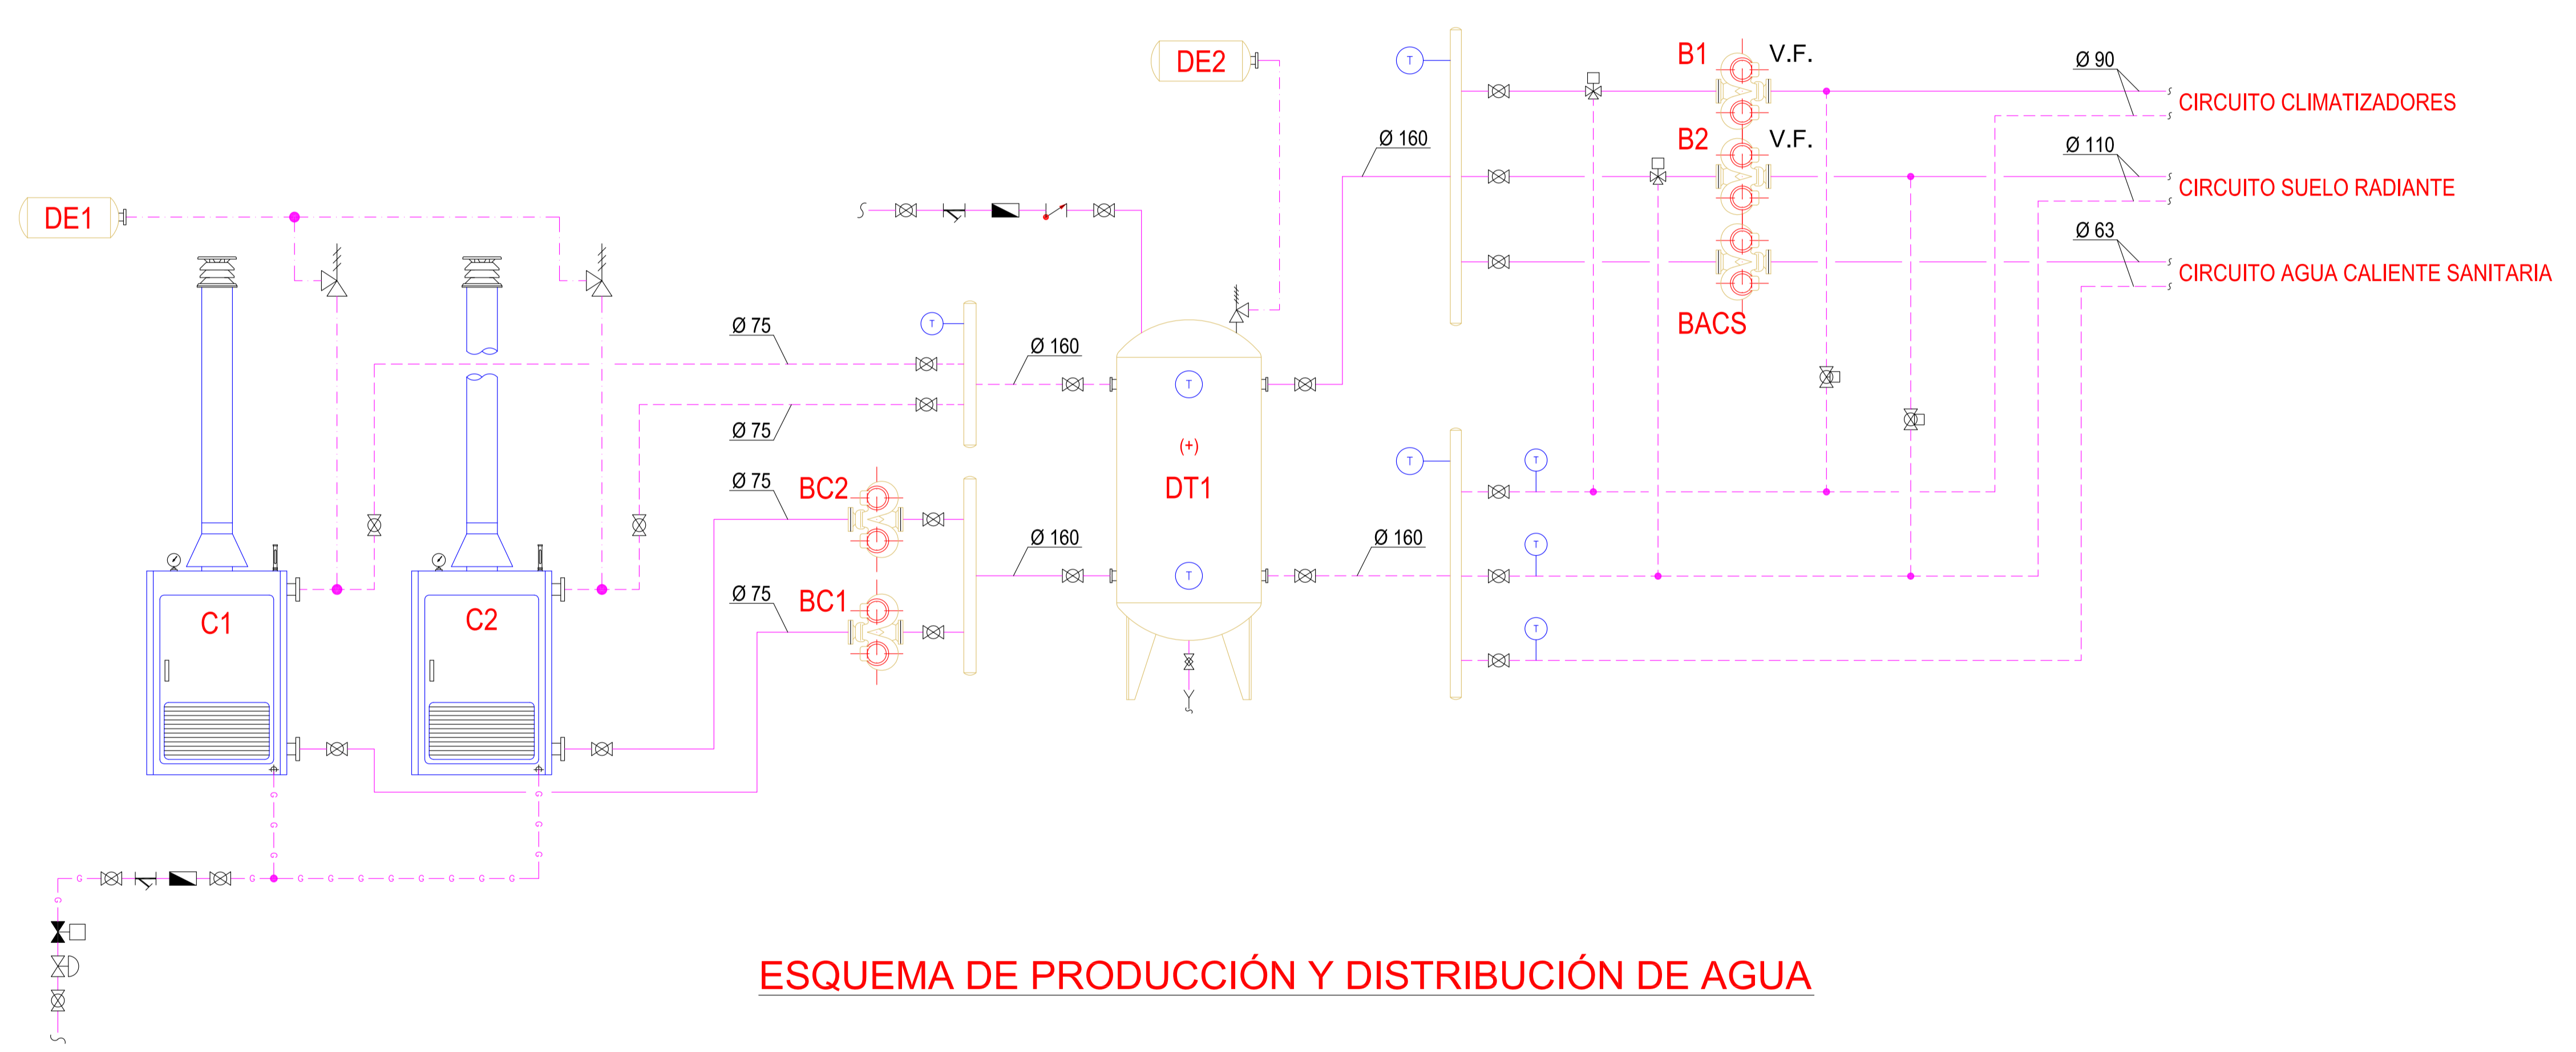 DE2
B1 V.F.
Ø 90
CIRCUITO CLIMATIZADORES
T
B2 V.F.
Ø 160
Ø 110
CIRCUITO SUELO RADIANTE
DE1
Ø 63
CIRCUITO AGUA CALIENTE SANITARIA
BACS
Ø 75
T
Ø 160
T
Ø 75
(+)
T
T
DT1
Ø 75
BC2
Ø 160
Ø 160
T
T
Ø 75
BC1
C1
C2
T
G
G
G
G
G
G
G G G G G G G G G
G
ESQUEMA DE PRODUCCIÓN Y DISTRIBUCIÓN DE AGUA